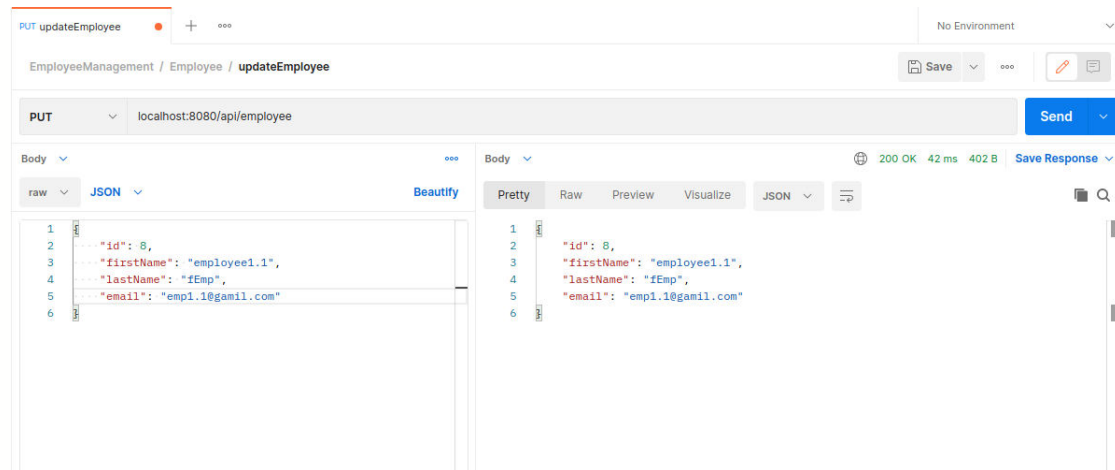 PUT updateEmployee
No Environment
EmployeeManagement / Employee / updateEmployee
Save
PUT localhost:8080/api/employee Send
Body
raw JSON Beautify
1 {
2 "id": 8,
3 "firstName": "employee1.1",
4 "lastName": "fEmp",
5 "email": "emp1.1@gamil.com"
6 }
Body 200 OK 42 ms 402 B Save Response
Pretty Raw Preview Visualize JSON
1 {
2 "id": 8,
3 "firstName": "employee1.1",
4 "lastName": "fEmp",
5 "email": "emp1.1@gamil.com"
6 }